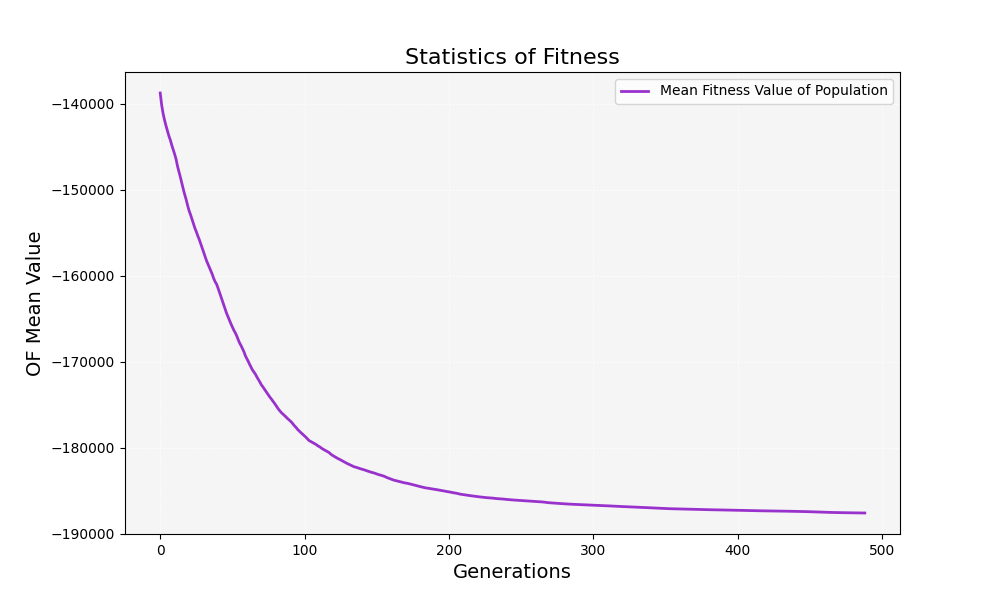 Statistics of Fitness
Mean Fitness Value of Population
OF Mean Value
−140000
−150000
−160000
−170000
−180000
−190000
0 100 200 300 400 500
Generations